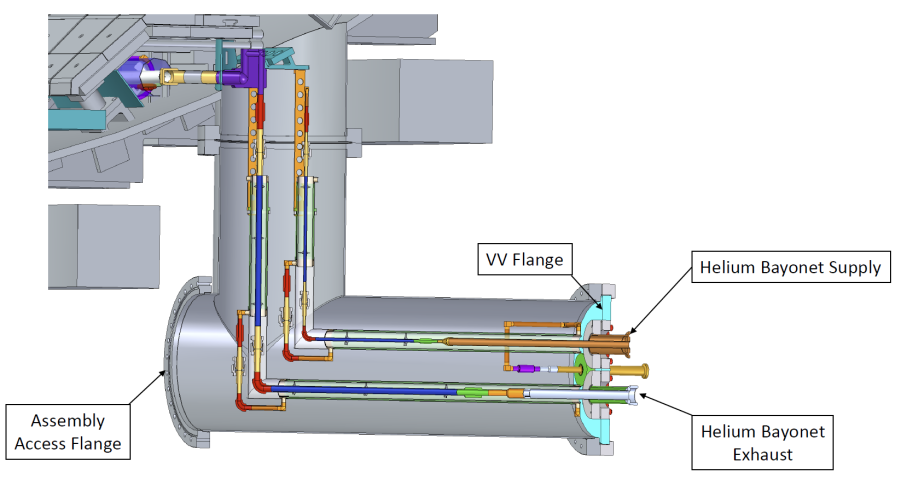 VV Flange
Helium Bayonet Supply
Assembly
Access Flange
Helium Bayonet
Exhaust